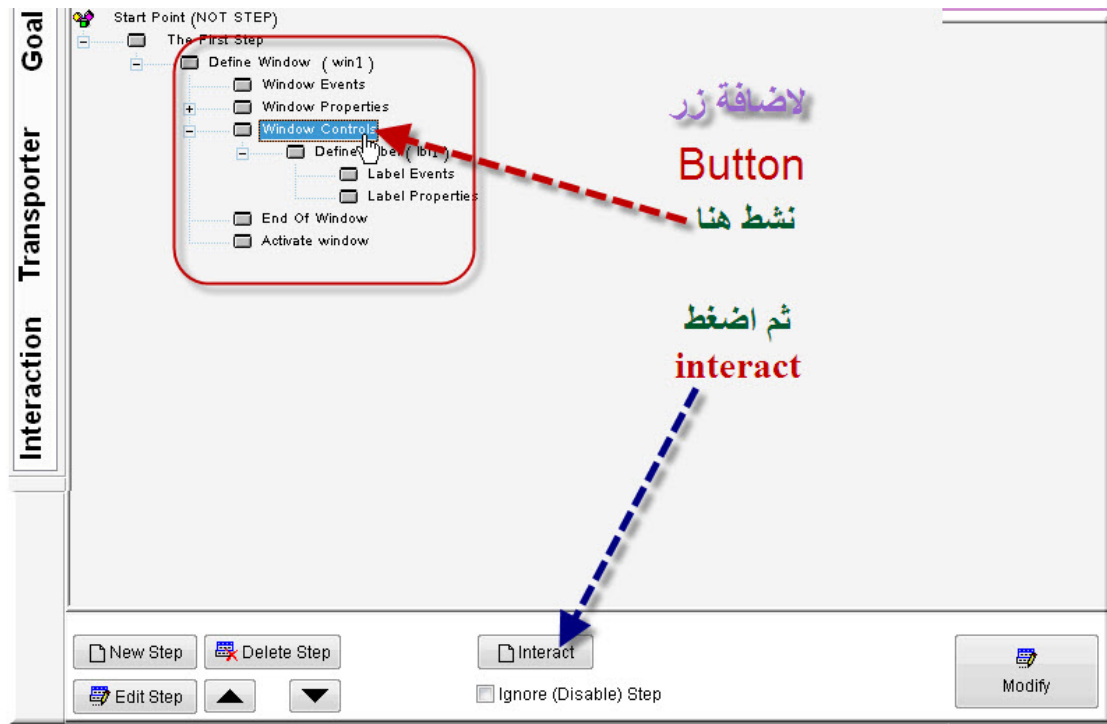 Goal
Transporter
Interaction
Start Point (NOT STEP)
The First Step
Define Window ( win1 )
Window Events
Window Properties
Window Controls
Define ( lbl1 )
Label Events
Label Properties
End Of Window
Activate window
لاضافة زر
Button
نشط هنا
ثم اضغط
interact
New Step
Delete Step
Interact
Edit Step
Ignore (Disable) Step
Modify